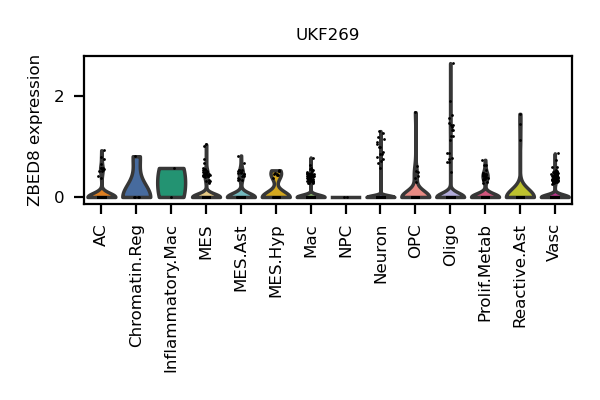 UKF269
ZBED8 expression
2
0
AC
Chromatin.Reg
Inflammatory.Mac
MES
MES.Ast
MES.Hyp
Mac
NPC
Neuron
OPC
Oligo
Prolif.Metab
Reactive.Ast
Vasc